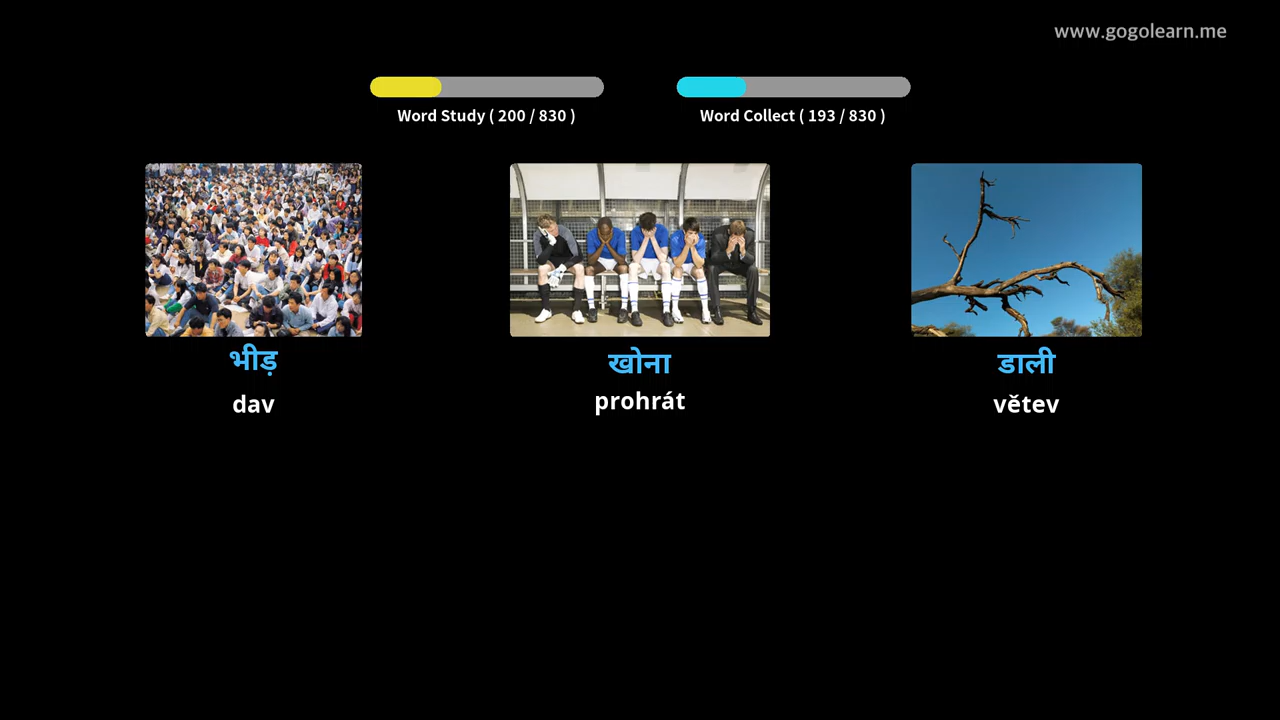 www.gogolearn.me
Word Study ( 200 / 830 )
Word Collect ( 193 / 830 )
भीड़
खोना
डाली
dav
prohrát
větev